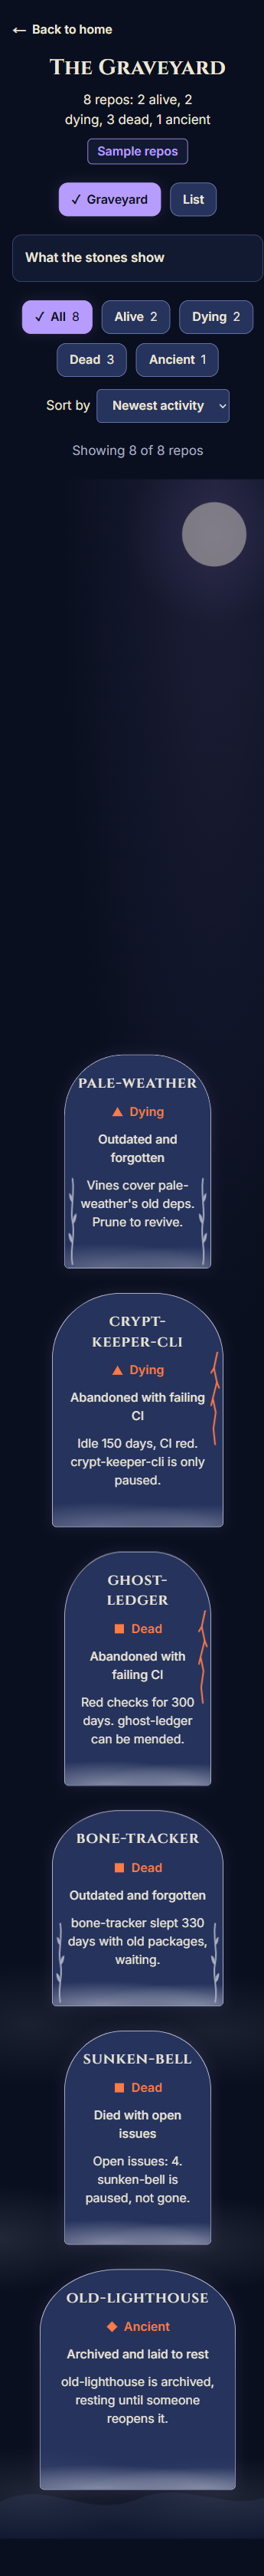 ← Back to home
The Graveyard
8 repos: 2 alive, 2
dying, 3 dead, 1 ancient
Sample repos
✓ Graveyard
List
What the stones show
✓ All 8
Alive 2
Dying 2
Dead 3
Ancient 1
Sort by
Newest activity
Showing 8 of 8 repos
PALE-WEATHER
▲ Dying
Outdated and
forgotten
Vines cover pale-
weather's old deps.
Prune to revive.
CRYPT-
KEEPER-CLI
▲ Dying
Abandoned with failing
CI
Idle 150 days, CI red.
crypt-keeper-cli is only
paused.
GHOST-
LEDGER
■ Dead
Abandoned with
failing CI
Red checks for 300
days. ghost-ledger
can be mended.
BONE-TRACKER
■ Dead
Outdated and forgotten
bone-tracker slept 330
days with old packages,
waiting.
SUNKEN-BELL
■ Dead
Died with open
issues
Open issues: 4.
sunken-bell is
paused, not gone.
OLD-LIGHTHOUSE
◆ Ancient
Archived and laid to rest
old-lighthouse is archived,
resting until someone
reopens it.